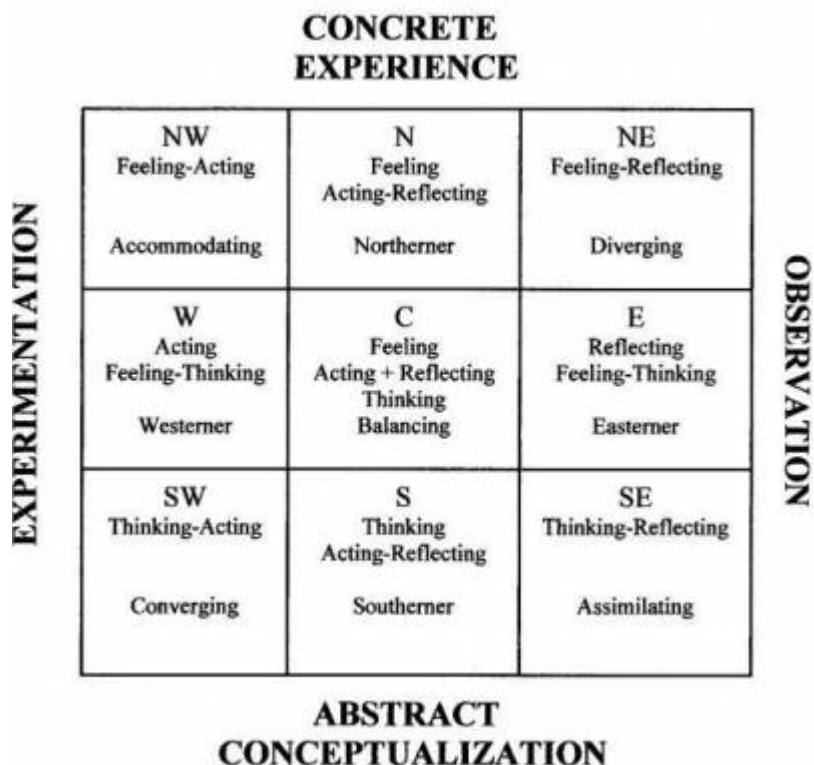 CONCRETE
EXPERIENCE
EXPERIMENTATION
NW
Feeling-Acting
Accommodating
N
Feeling
Acting-Reflecting
Northerner
NE
Feeling-Reflecting
Diverging
W
Acting
Feeling-Thinking
Westerner
C
Feeling
Acting + Reflecting
Thinking
Balancing
E
Reflecting
Feeling-Thinking
Easterner
SW
Thinking-Acting
Converging
S
Thinking
Acting-Reflecting
Southerner
SE
Thinking-Reflecting
Assimilating
OBSERVATION
ABSTRACT
CONCEPTUALIZATION